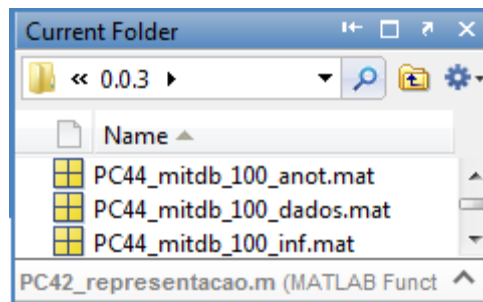 Current Folder
« 0.0.3
Name
PC44_mitdb_100_anot.mat
PC44_mitdb_100_dados.mat
PC44_mitdb_100_inf.mat
PC42_representacao.m (MATLAB Funct